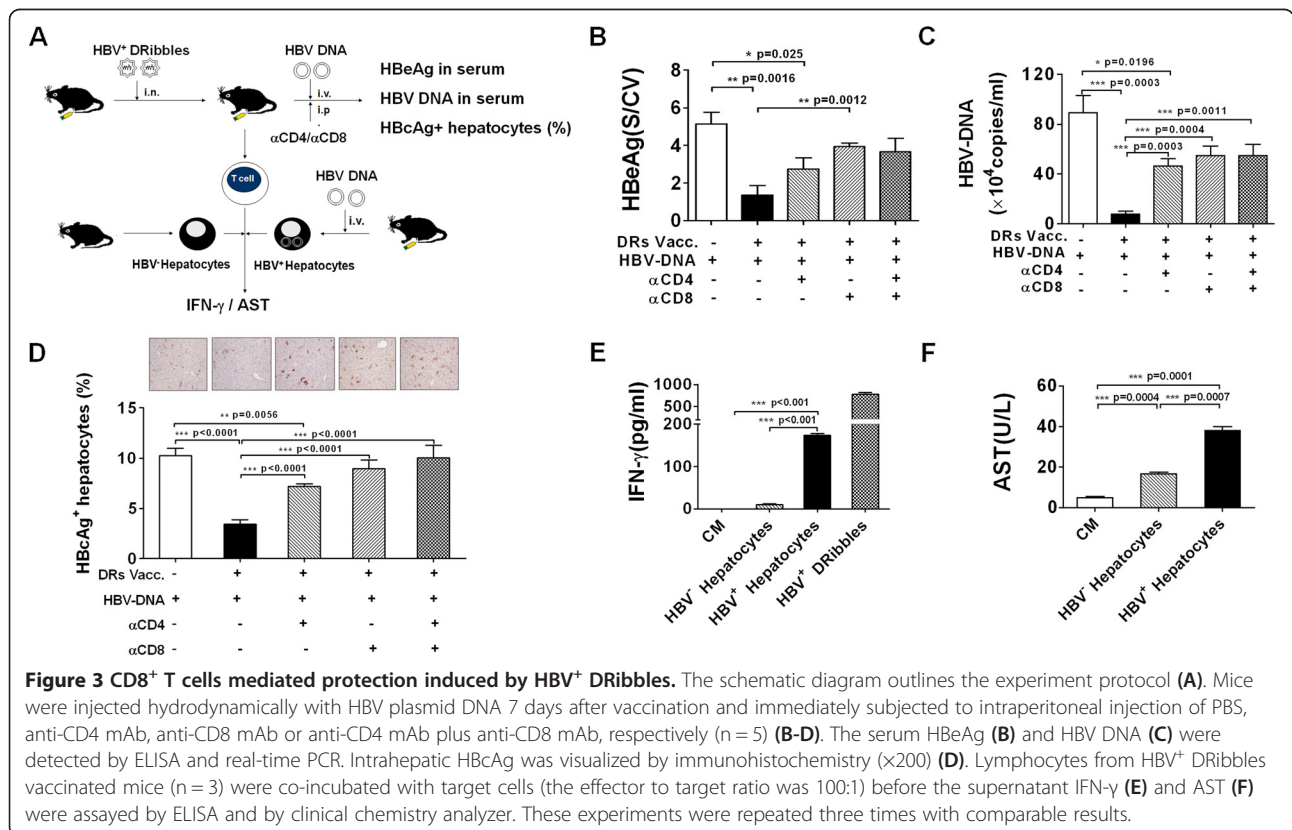 A
HBV⁺ DRibbles
i.n.
HBV DNA
i.v.
i.p
.
αCD4/αCD8
HBeAg in serum
HBV DNA in serum
HBcAg+ hepatocytes (%)
T cell
HBV DNA
i.v.
HBV⁻Hepatocytes
HBV⁺Hepatocytes
IFN-γ / AST
B
HBeAg(S/CV)
8
6
4
2
0
* p=0.025
** p=0.0016
** p=0.0012
DRs Vacc. - + + + +
HBV-DNA + + + + +
αCD4 - - + - +
αCD8 - - - + +
C
HBV-DNA
(×10⁴copies/ml)
120
80
40
0
* p=0.0196
*** p=0.0003
*** p=0.0011
*** p=0.0004
*** p=0.0003
DRs Vacc. - + + + +
HBV-DNA + + + + +
αCD4 - - + - +
αCD8 - - - + +
D
HBcAg⁺ hepatocytes (%)
15
10
5
0
** p=0.0056
*** p<0.0001
*** p<0.0001
*** p<0.0001
*** p<0.0001
DRs Vacc. - + + + +
HBV-DNA + + + + +
αCD4 - - + - +
αCD8 - - - + +
E
IFN-γ(pg/ml)
1000
500
200
100
0
*** p<0.001
*** p<0.001
CM
HBV⁻ Hepatocytes
HBV⁺ Hepatocytes
HBV⁺ DRibbles
F
AST(U/L)
60
40
20
0
*** p=0.0001
*** p=0.0004
*** p=0.0007
CM
HBV⁻ Hepatocytes
HBV⁺ Hepatocytes
Figure 3 CD8⁺ T cells mediated protection induced by HBV⁺ DRibbles. The schematic diagram outlines the experiment protocol (A). Mice
were injected hydrodynamically with HBV plasmid DNA 7 days after vaccination and immediately subjected to intraperitoneal injection of PBS,
anti-CD4 mAb, anti-CD8 mAb or anti-CD4 mAb plus anti-CD8 mAb, respectively (n = 5) (B-D). The serum HBeAg (B) and HBV DNA (C) were
detected by ELISA and real-time PCR. Intrahepatic HBcAg was visualized by immunohistochemistry (×200) (D). Lymphocytes from HBV⁺ DRibbles
vaccinated mice (n = 3) were co-incubated with target cells (the effector to target ratio was 100:1) before the supernatant IFN-γ (E) and AST (F)
were assayed by ELISA and by clinical chemistry analyzer. These experiments were repeated three times with comparable results.